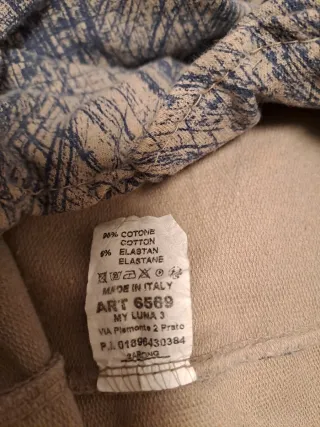 COTONE
COTTON
ELASTAN
ELASTANE
MADE IN ITALY
ART 6569
MY LUNA 3
VIA Piemonte 2 Prato
P.I. 01896430384